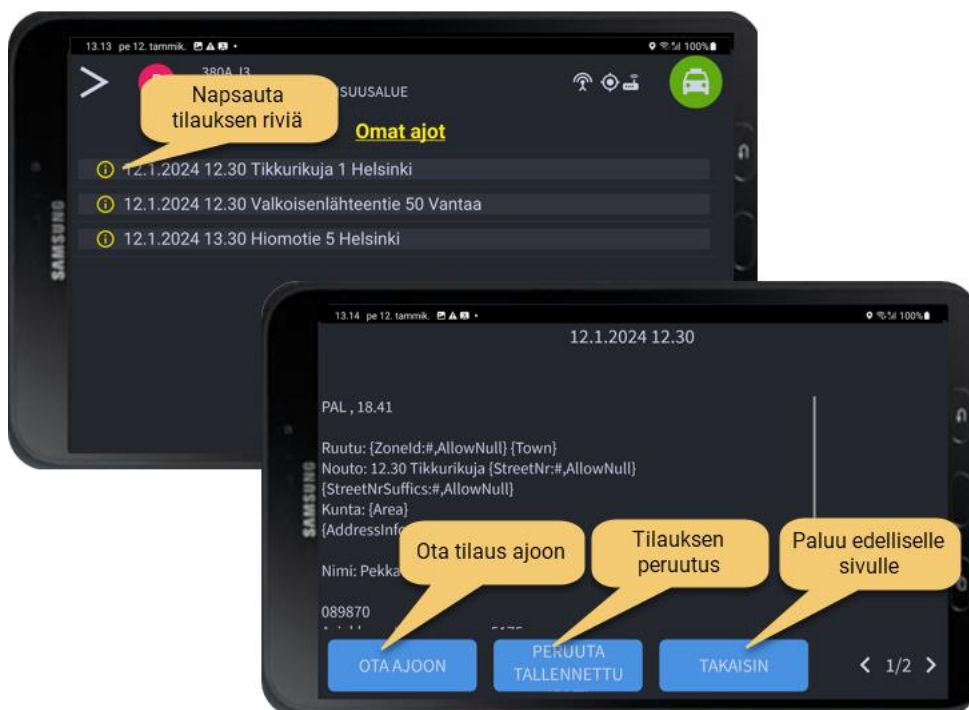 13.13 pe 12. tammik.
100%
380A J3
SUUSALUE
Napsauta
tilauksen riviä
Omat ajot
12.1.2024 12.30 Tikkurikuja 1 Helsinki
12.1.2024 12.30 Valkoisenlähteentie 50 Vantaa
12.1.2024 13.30 Hiomotie 5 Helsinki
SAMSUNG
13.14 pe 12. tammik.
100%
12.1.2024 12.30
PAL , 18.41
Ruutu: {ZoneId:#,AllowNull} {Town}
Nouto: 12.30 Tikkurikuja {StreetNr:#,AllowNull}
{StreetNrSuffics:#,AllowNull}
Kunta: {Area}
{AddressInfo
Nimi: Pekka
089870
Ota tilaus ajoon
Tilauksen
peruutus
Paluu edelliselle
sivulle
OTA AJOON
PERUUTA
TALLENNETTU
TAKAISIN
< 1/2 >
SAMSUNG